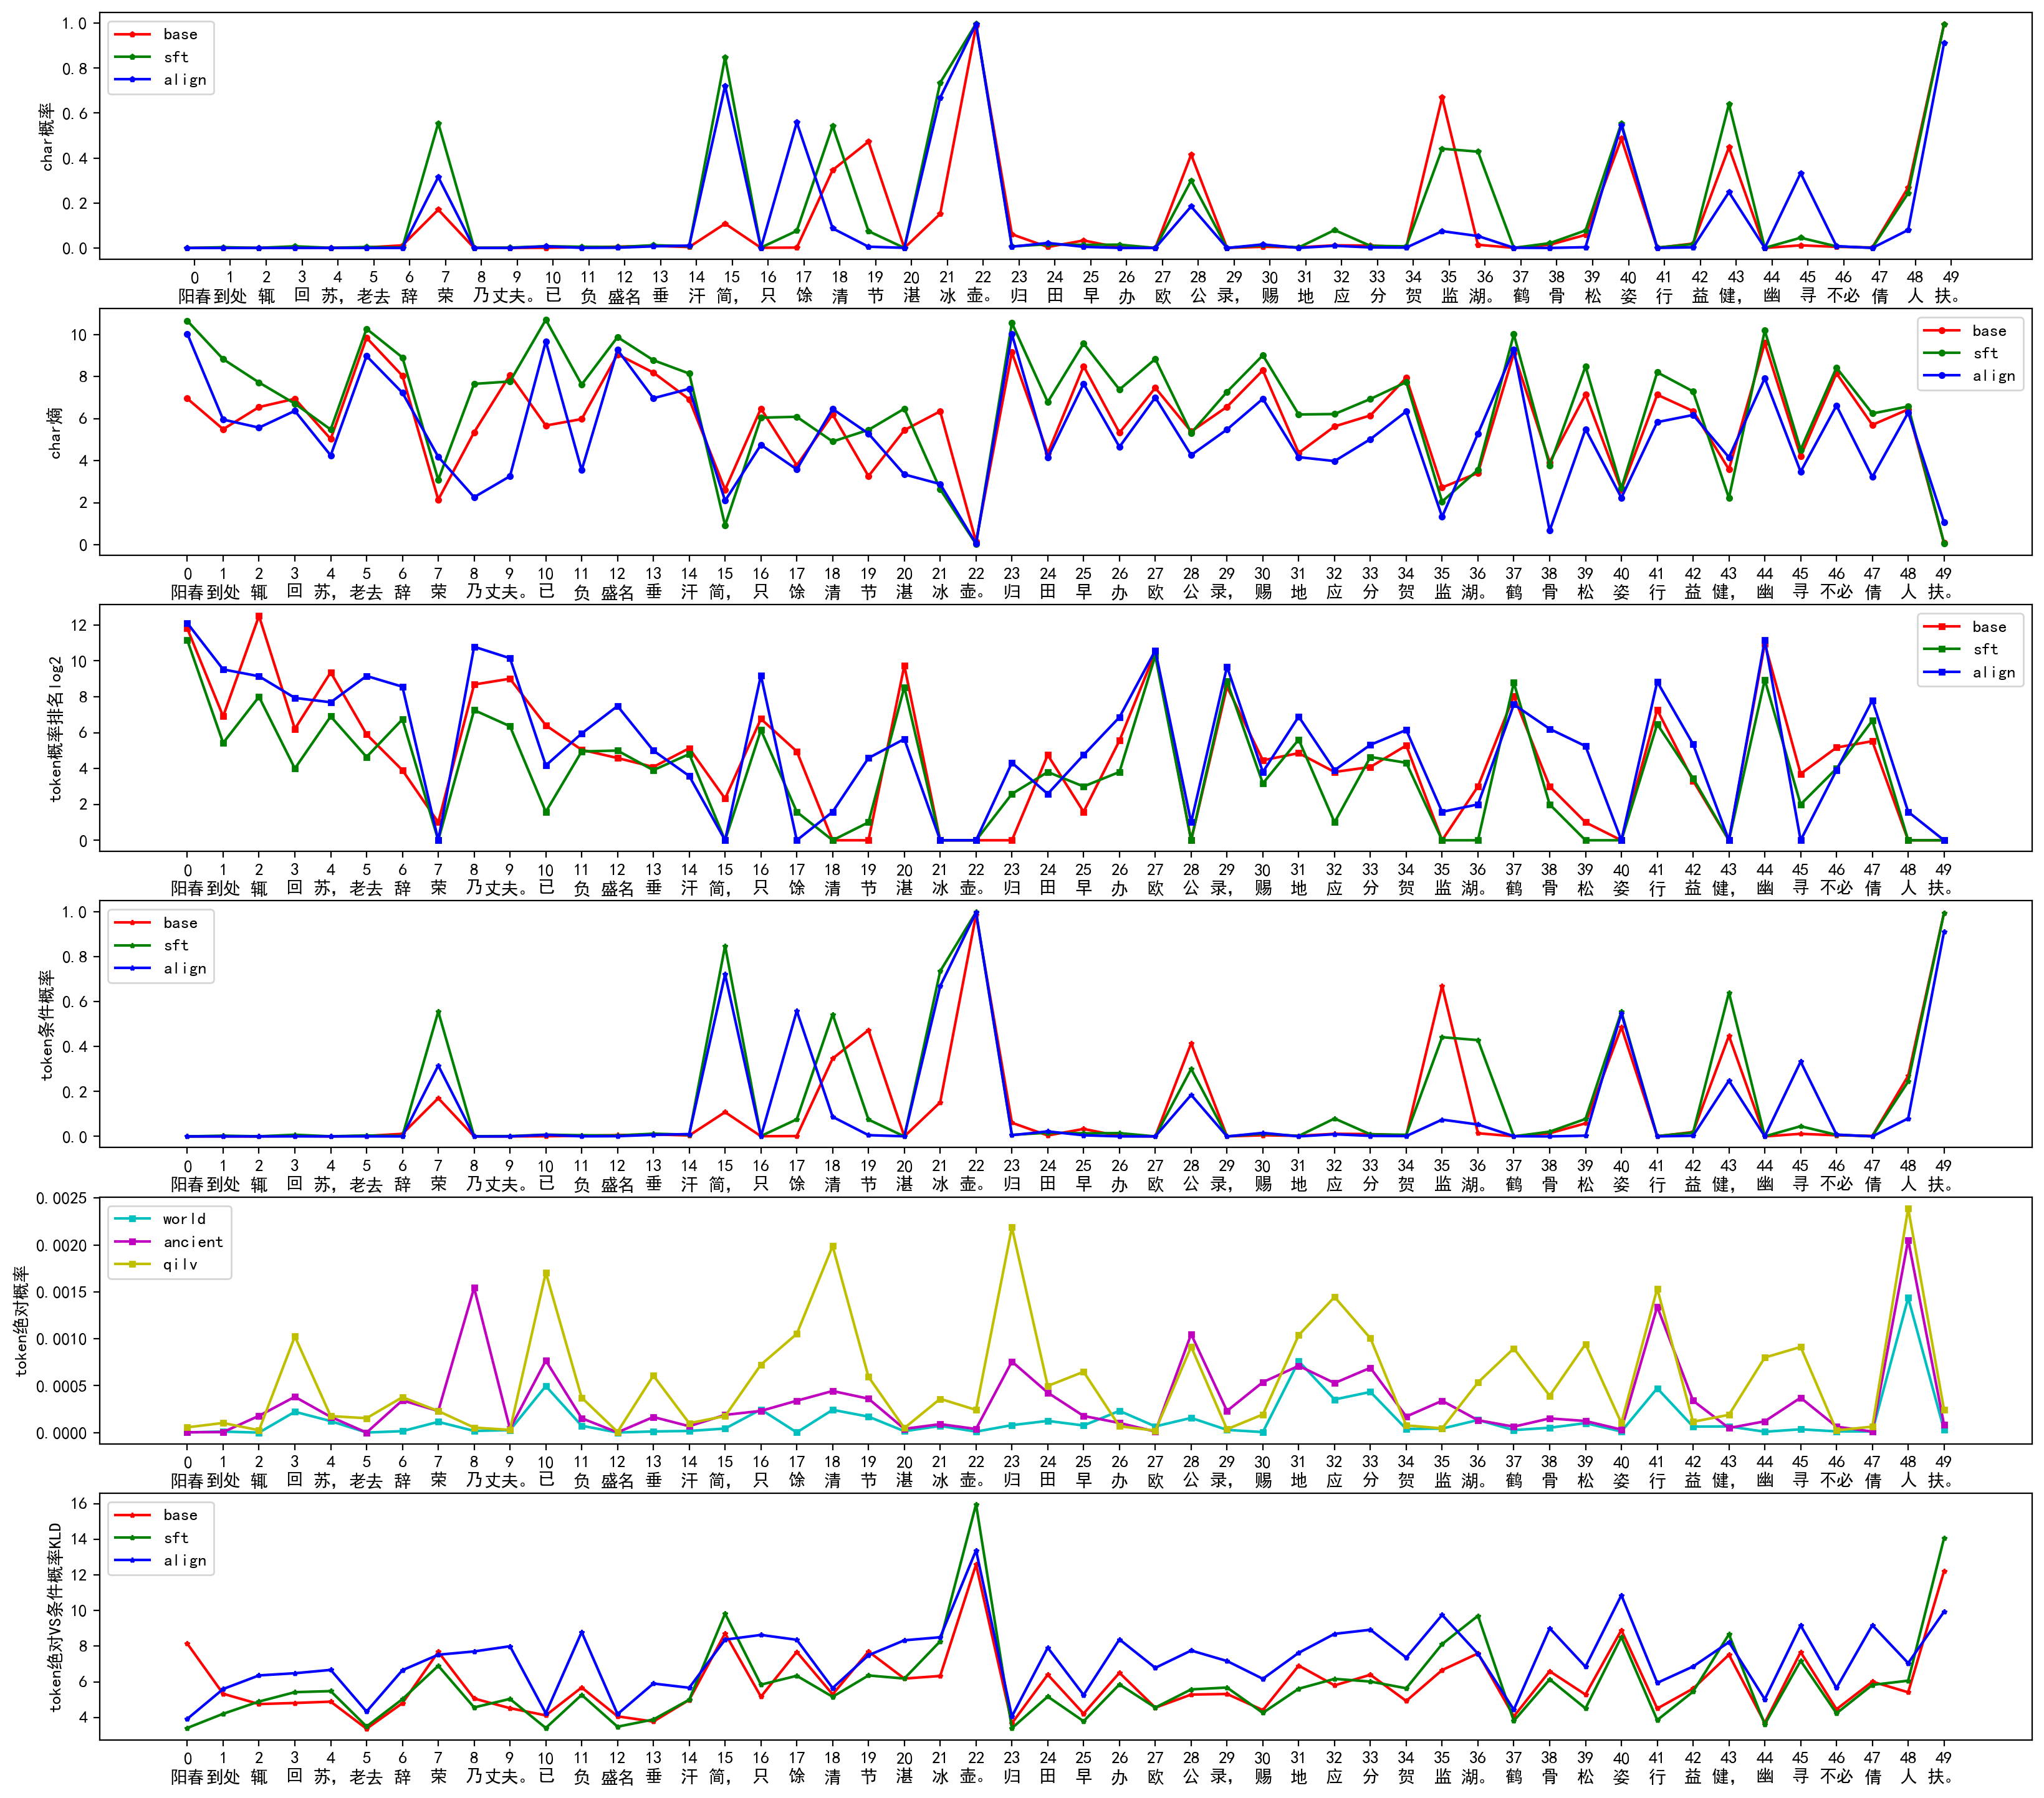 char概率
1.0
0.8
0.6
0.4
0.2
0.0
base
sft
align
0 1 2 3 4 5 6 7 8 9 10 11 12 13 14 15 16 17 18 19 20 21 22 23 24 25 26 27 28 29 30 31 32 33 34 35 36 37 38 39 40 41 42 43 44 45 46 47 48 49
阳春 到处 辄 回 苏， 老去 辞 荣 乃 丈夫。 已 负 盛名 垂 汗 简， 只 馀 清 节 湛 冰 壶。 归 田 早 办 欧 公 录， 赐 地 应 分 贺 监 湖。 鹤 骨 松 姿 行 益 健， 幽 寻 不必 倩 人 扶。
char熵
10
8
6
4
2
0
base
sft
align
0 1 2 3 4 5 6 7 8 9 10 11 12 13 14 15 16 17 18 19 20 21 22 23 24 25 26 27 28 29 30 31 32 33 34 35 36 37 38 39 40 41 42 43 44 45 46 47 48 49
阳春 到处 辄 回 苏， 老去 辞 荣 乃 丈夫。 已 负 盛名 垂 汗 简， 只 馀 清 节 湛 冰 壶。 归 田 早 办 欧 公 录， 赐 地 应 分 贺 监 湖。 鹤 骨 松 姿 行 益 健， 幽 寻 不必 倩 人 扶。
token概率排名log2
12
10
8
6
4
2
0
base
sft
align
0 1 2 3 4 5 6 7 8 9 10 11 12 13 14 15 16 17 18 19 20 21 22 23 24 25 26 27 28 29 30 31 32 33 34 35 36 37 38 39 40 41 42 43 44 45 46 47 48 49
阳春 到处 辄 回 苏， 老去 辞 荣 乃 丈夫。 已 负 盛名 垂 汗 简， 只 馀 清 节 湛 冰 壶。 归 田 早 办 欧 公 录， 赐 地 应 分 贺 监 湖。 鹤 骨 松 姿 行 益 健， 幽 寻 不必 倩 人 扶。
token条件概率
1.0
0.8
0.6
0.4
0.2
0.0
base
sft
align
0 1 2 3 4 5 6 7 8 9 10 11 12 13 14 15 16 17 18 19 20 21 22 23 24 25 26 27 28 29 30 31 32 33 34 35 36 37 38 39 40 41 42 43 44 45 46 47 48 49
阳春 到处 辄 回 苏， 老去 辞 荣 乃 丈夫。 已 负 盛名 垂 汗 简， 只 馀 清 节 湛 冰 壶。 归 田 早 办 欧 公 录， 赐 地 应 分 贺 监 湖。 鹤 骨 松 姿 行 益 健， 幽 寻 不必 倩 人 扶。
token绝对概率
0.0025
0.0020
0.0015
0.0010
0.0005
0.0000
world
ancient
qilv
0 1 2 3 4 5 6 7 8 9 10 11 12 13 14 15 16 17 18 19 20 21 22 23 24 25 26 27 28 29 30 31 32 33 34 35 36 37 38 39 40 41 42 43 44 45 46 47 48 49
阳春 到处 辄 回 苏， 老去 辞 荣 乃 丈夫。 已 负 盛名 垂 汗 简， 只 馀 清 节 湛 冰 壶。 归 田 早 办 欧 公 录， 赐 地 应 分 贺 监 湖。 鹤 骨 松 姿 行 益 健， 幽 寻 不必 倩 人 扶。
token绝对VS条件概率KLD
16
14
12
10
8
6
4
base
sft
align
0 1 2 3 4 5 6 7 8 9 10 11 12 13 14 15 16 17 18 19 20 21 22 23 24 25 26 27 28 29 30 31 32 33 34 35 36 37 38 39 40 41 42 43 44 45 46 47 48 49
阳春 到处 辄 回 苏， 老去 辞 荣 乃 丈夫。 已 负 盛名 垂 汗 简， 只 馀 清 节 湛 冰 壶。 归 田 早 办 欧 公 录， 赐 地 应 分 贺 监 湖。 鹤 骨 松 姿 行 益 健， 幽 寻 不必 倩 人 扶。